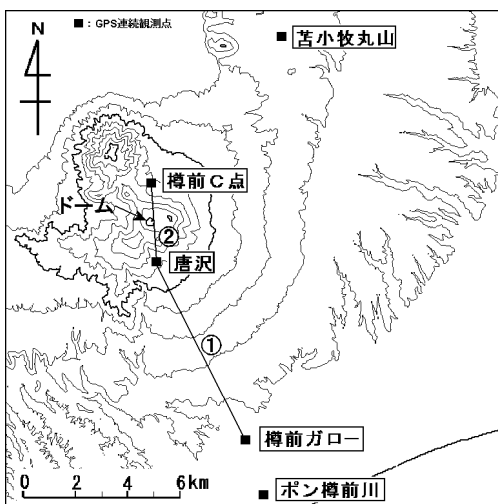 ■：GPS連続観測点
苫小牧丸山
N
樽前C点
ドーム
②
唐沢
①
樽前ガロー
0 2 4 6km
ポン樽前川